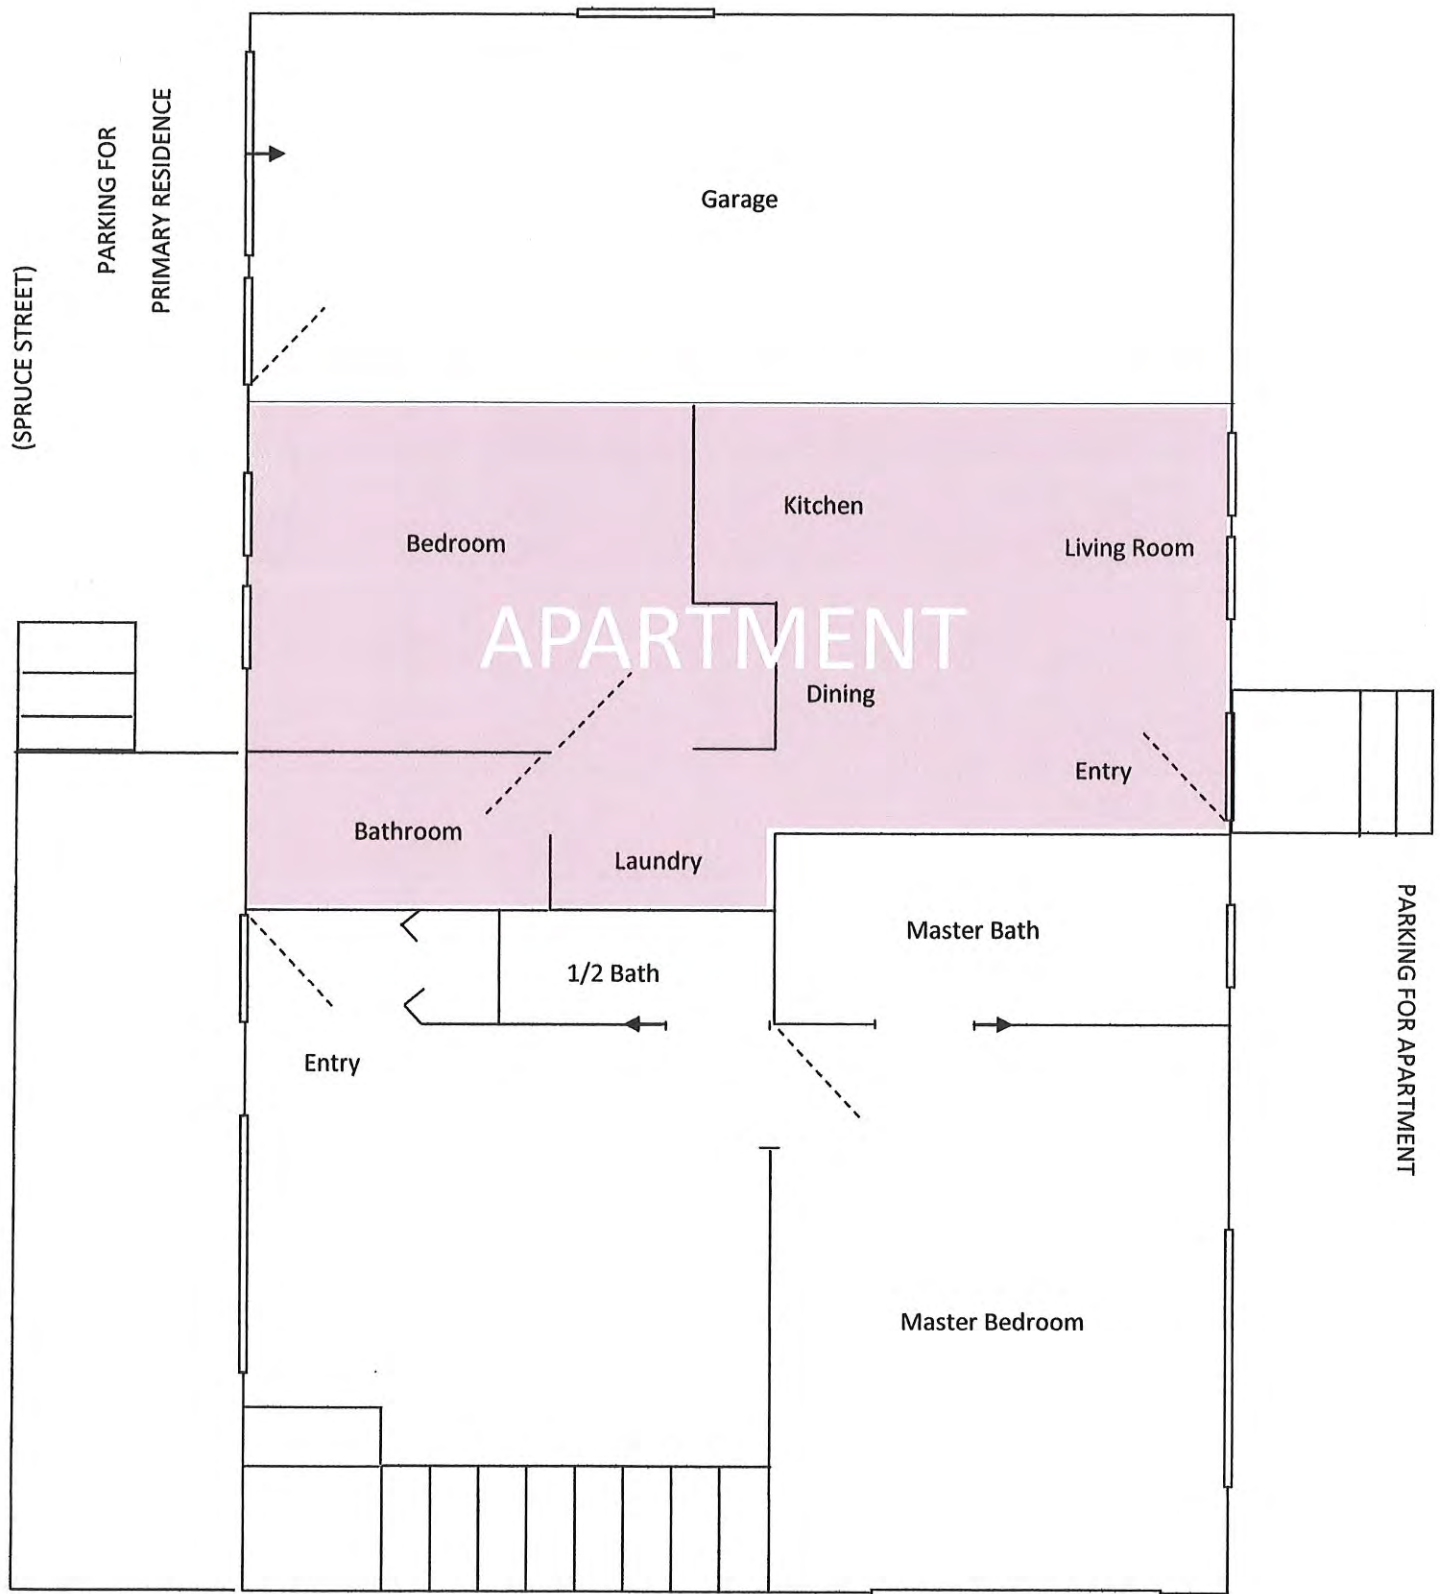 PARKING FOR
PRIMARY RESIDENCE
(SPRUCE STREET)
Garage
Kitchen
Bedroom
Living Room
APARTMENT
Dining
Entry
Bathroom
Laundry
Master Bath
1/2 Bath
Entry
PARKING FOR APARTMENT
Master Bedroom